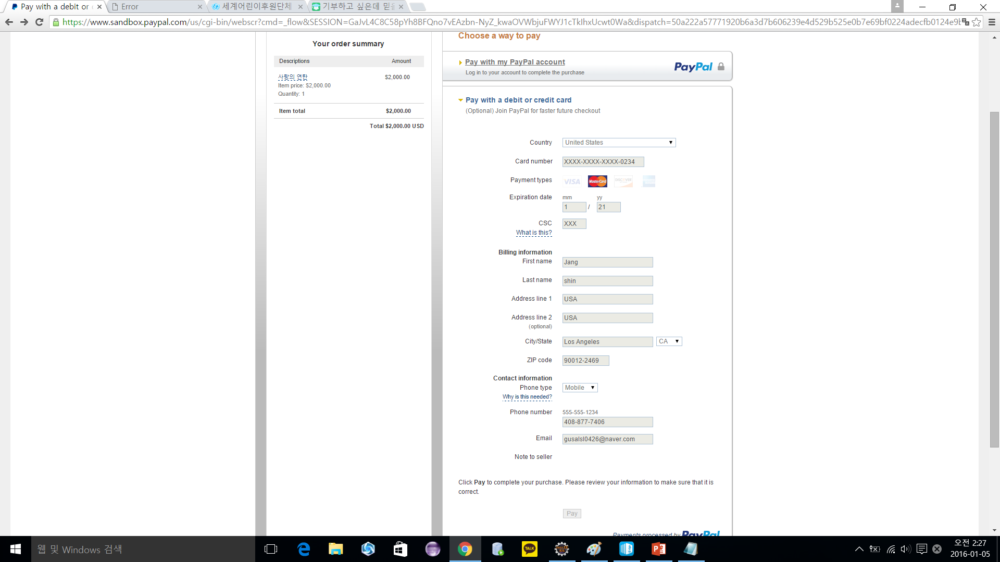 Pay with a debit or
Error
세계어린이후원단체
기부하고 싶은데 믿을
https://www.sandbox.paypal.com/us/cgi-bin/webscr?cmd=_flow&SESSION=GaJvL4C8C58pYh8BFQno7vEAzbn-NyZ_kwaOVWbjuFWYJ1cTkIhxUcwt0Wa&dispatch=50a222a57771920b6a3d7b606239e4d529b525e0b7e69bf0224adecfb0124e9b
Your order summary
Descriptions Amount
사랑의 연탄 $2,000.00
Item price: $2,000.00
Quantity: 1
Item total $2,000.00
Total $2,000.00 USD
Choose a way to pay
Pay with my PayPal account
Log in to your account to complete the purchase
PayPal
Pay with a debit or credit card
(Optional) Join PayPal for faster future checkout
Country United States
Card number XXXX-XXXX-XXXX-0234
Payment types VISA MasterCard DISCOVER
Expiration date mm yy
1 / 21
CSC XXX
What is this?
Billing information
First name Jang
Last name shin
Address line 1 USA
Address line 2 USA
(optional)
City/State Los Angeles CA
ZIP code 90012-2469
Contact information
Phone type Mobile
Why is this needed?
Phone number 555-555-1234
408-877-7406
Email gusalsl0426@naver.com
Note to seller
Click Pay to complete your purchase. Please review your information to make sure that it is
correct.
Pay
Payments processed by PayPal
웹 및 Windows 검색
TALK
오전 2:27
2016-01-05